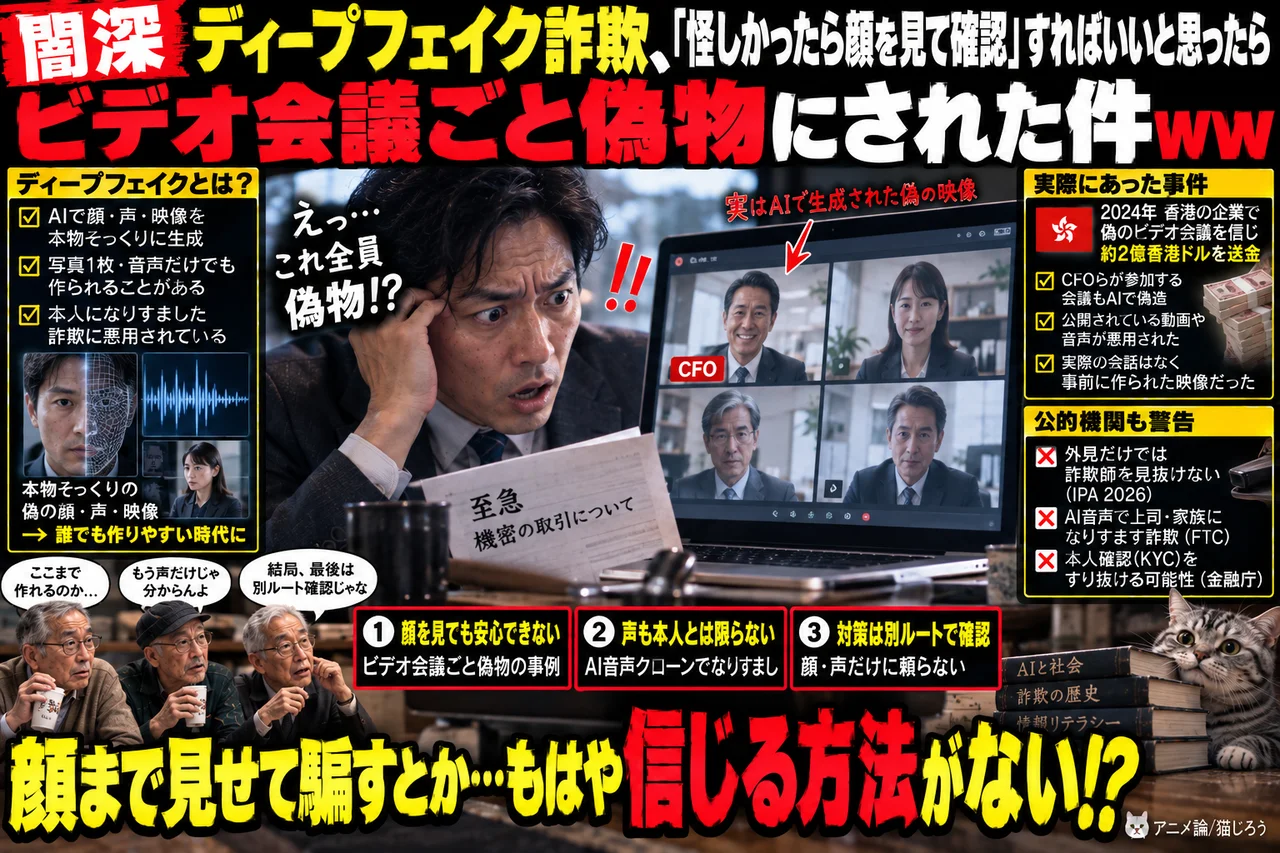 闇深 ディープフェイク詐欺、「怪しかったら顔を見て確認」すればいいと思ったら
ビデオ会議ごと偽物にされた件ww
ディープフェイクとは？
AIで顔・声・映像を
本物そっくりに生成
写真1枚・音声だけでも
作られることがある
本人になりすました
詐欺に悪用されている
本物そっくりの
偽の顔・声・映像
→ 誰でも作りやすい時代に
えっ…
これ全員
偽物!?
!!
実はAIで生成された偽の映像
CFO
至急
機密の取引について
実際にあった事件
2024年 香港の企業で
偽のビデオ会議を信じ
約2億香港ドルを送金
CFOらが参加する
会議もAIで偽造
公開されている動画や
音声が悪用された
実際の会話はなく
事前に作られた映像だった
公的機関も警告
外見だけでは
詐欺師を見抜けない
(IPA 2026)
AI音声で上司・家族に
なりすます詐欺 (FTC)
本人確認(KYC)を
すり抜ける可能性 (金融庁)
ここまで
作れるのか…
もう声だけじゃ
分からんよ
結局、最後は
別ルート確認じゃな
1 顔を見ても安心できない
ビデオ会議ごと偽物の事例
2 声も本人とは限らない
AI音声クローンでなりすまし
3 対策は別ルートで確認
顔・声だけに頼らない
AIと社会
詐欺の歴史
情報リテラシー
顔まで見せて騙すとか…もはや信じる方法がない!?
アニメ論/猫じろう